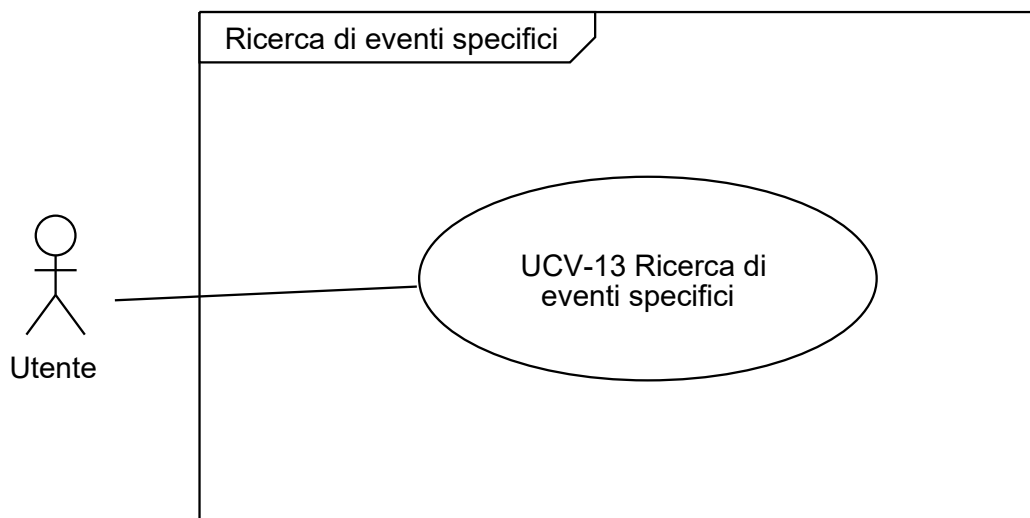 Ricerca di eventi specifici
UCV-13 Ricerca di
eventi specifici
Utente